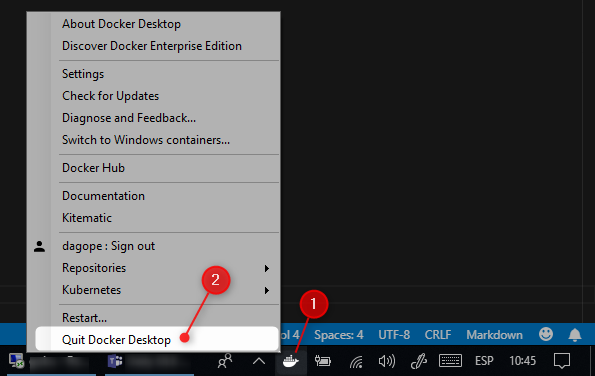 About Docker Desktop
Discover Docker Enterprise Edition
Settings
Check for Updates
Diagnose and Feedback...
Switch to Windows containers...
Docker Hub
Documentation
Kitematic
dagope : Sign out
Repositories
Kubernetes
2
1
Restart...
Quit Docker Desktop
ol 4 Spaces: 4 UTF-8 CRLF Markdown
ESP 10:45